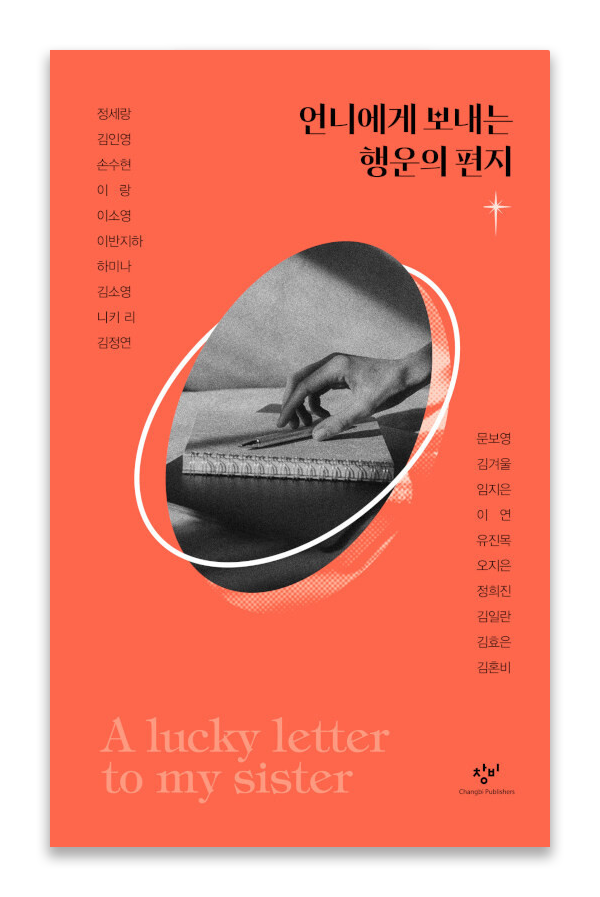 언니에게 보내는
행운의 편지
정세랑
김인영
손수현
이 랑
이소영
이반지하
하미나
김소영
니키 리
김정연
문보영
김겨울
임지은
이 연
유진목
오지은
정희진
김일란
김효은
김혼비
A lucky letter
to my sister
창비
Changbi Publishers